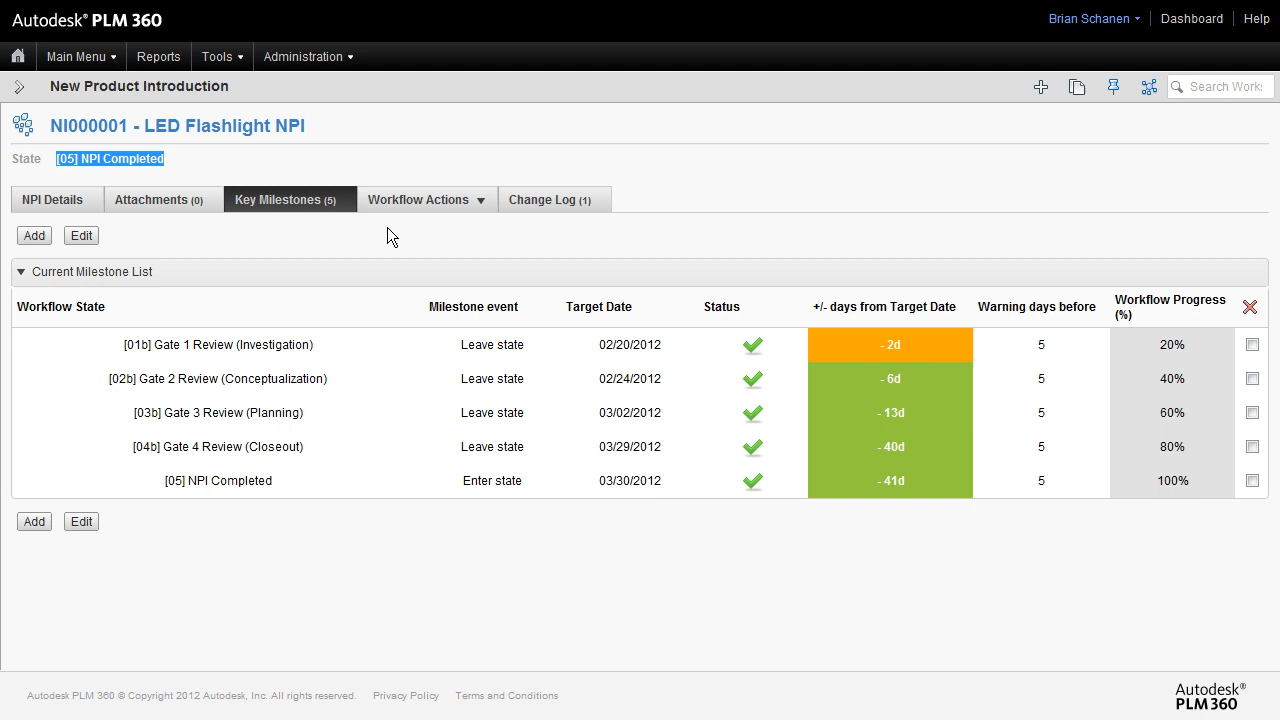 Autodesk® PLM 360
Brian Schanen Dashboard Help
Main Menu Reports Tools Administration
New Product Introduction
Search Works
NI000001 - LED Flashlight NPI
State [05] NPI Completed
NPI Details Attachments (0) Key Milestones (5) Workflow Actions Change Log (1)
Add Edit
Current Milestone List
Workflow State Milestone event Target Date Status +/- days from Target Date Warning days before Workflow Progress (%)
[01b] Gate 1 Review (Investigation) Leave state 02/20/2012 - 2d 5 20%
[02b] Gate 2 Review (Conceptualization) Leave state 02/24/2012 - 6d 5 40%
[03b] Gate 3 Review (Planning) Leave state 03/02/2012 - 13d 5 60%
[04b] Gate 4 Review (Closeout) Leave state 03/29/2012 - 40d 5 80%
[05] NPI Completed Enter state 03/30/2012 - 41d 5 100%
Add Edit
Autodesk PLM 360 © Copyright 2012 Autodesk, Inc. All rights reserved. Privacy Policy Terms and Conditions
Autodesk®
PLM 360